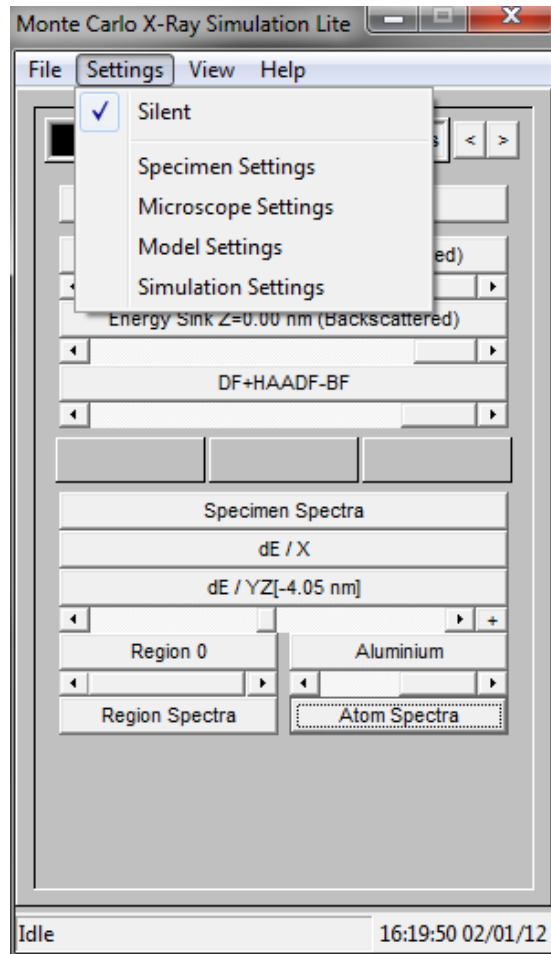 Monte Carlo X-Ray Simulation Lite
File Settings View Help
Silent
Specimen Settings
Microscope Settings
Model Settings
Simulation Settings
s < >
ed)
Energy Sink Z=0.00 nm (Backscattered)
DF+HAADF-BF
Specimen Spectra
dE / X
dE / YZ[-4.05 nm]
+
Region 0 Aluminium
Region Spectra Atom Spectra
Idle 16:19:50 02/01/12